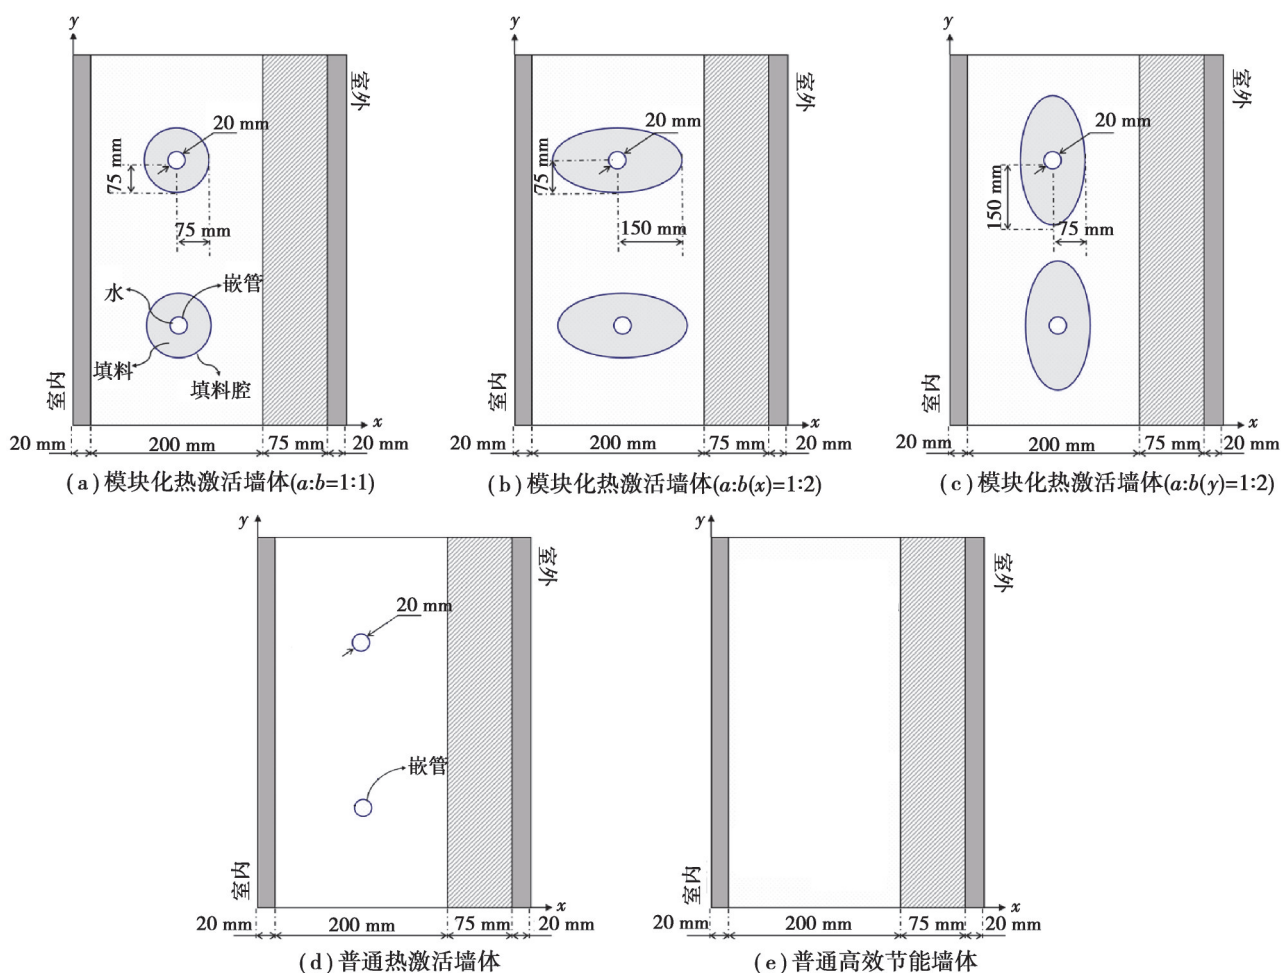 y
室外
20 mm
75 mm
75 mm
水
嵌管
填料
填料腔
室内
x
20 mm
200 mm
75 mm
20 mm
(a)模块化热激活墙体(a:b=1:1)
y
室外
20 mm
75 mm
150 mm
室内
x
20 mm
200 mm
75 mm
20 mm
(b)模块化热激活墙体(a:b(x)=1:2)
y
室外
20 mm
150 mm
75 mm
室内
x
20 mm
200 mm
75 mm
20 mm
(c)模块化热激活墙体(a:b(y)=1:2)
y
室外
20 mm
嵌管
室内
x
20 mm
200 mm
75 mm
20 mm
(d)普通热激活墙体
y
室外
室内
x
20 mm
200 mm
75 mm
20 mm
(e)普通高效节能墙体